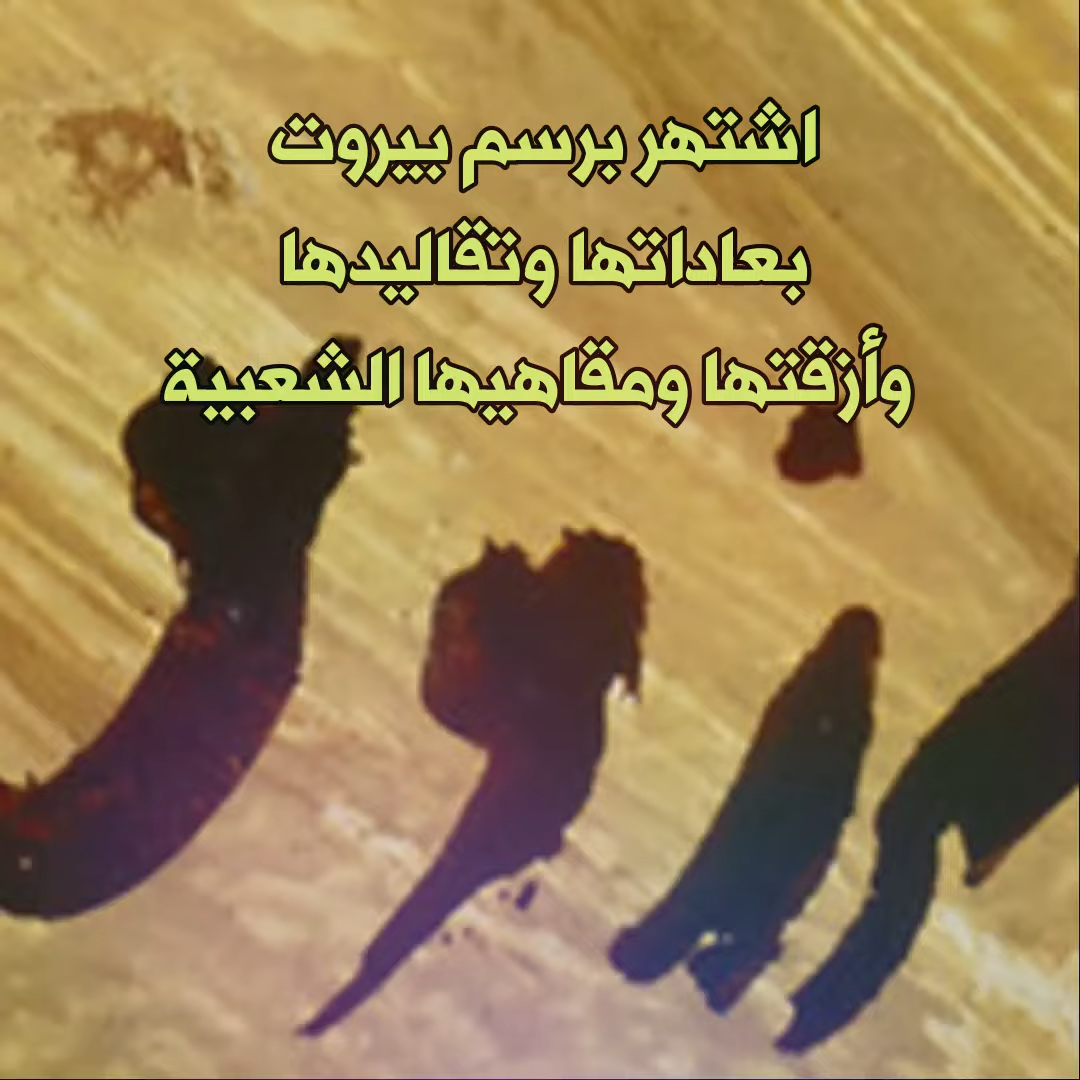 اشتهر برسم بيروت
بعاداتها وتقاليدها
وأزقتها ومقاهيها الشعبية